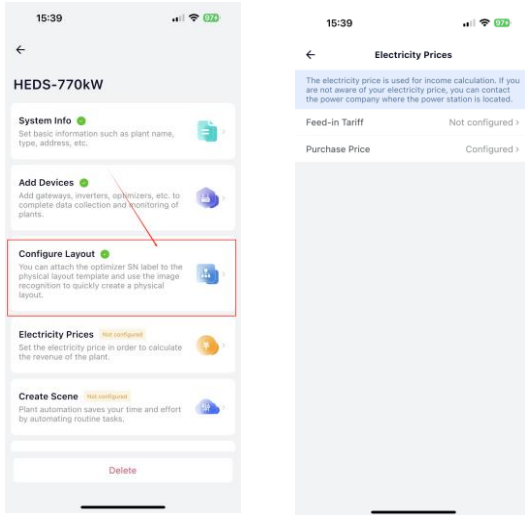 15:39
97
HEDS-770kW
System Info
Set basic information such as plant name,
type, address, etc.
Add Devices
Add gateways, inverters, optimizers, etc. to
complete data collection and monitoring of
plants.
Configure Layout
You can attach the optimizer SN label to the
physical layout template and use the image
recognition to quickly create a physical
layout.
Electricity Prices Not configured
Set the electricity price in order to calculate
the revenue of the plant.
Create Scene Not configured
Plant automation saves your time and effort
by automating routine tasks.
Delete
15:39
97
Electricity Prices
The electricity price is used for income calculation. If you
are not aware of your electricity price, you can contact
the power company where the power station is located.
Feed-in Tariff Not configured >
Purchase Price Configured >